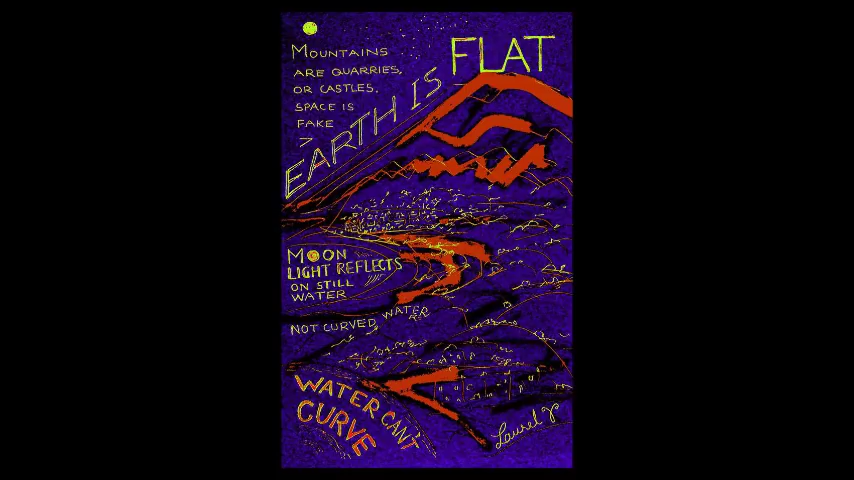 MOUNTAINS
ARE QUARRIES,
OR CASTLES.
SPACE IS
FAKE
>
EARTH IS FLAT
MOON
LIGHT REFLECTS
ON STILL
WATER
NOT CURVED WATER
WATER CAN'T
CURVE
Laurel